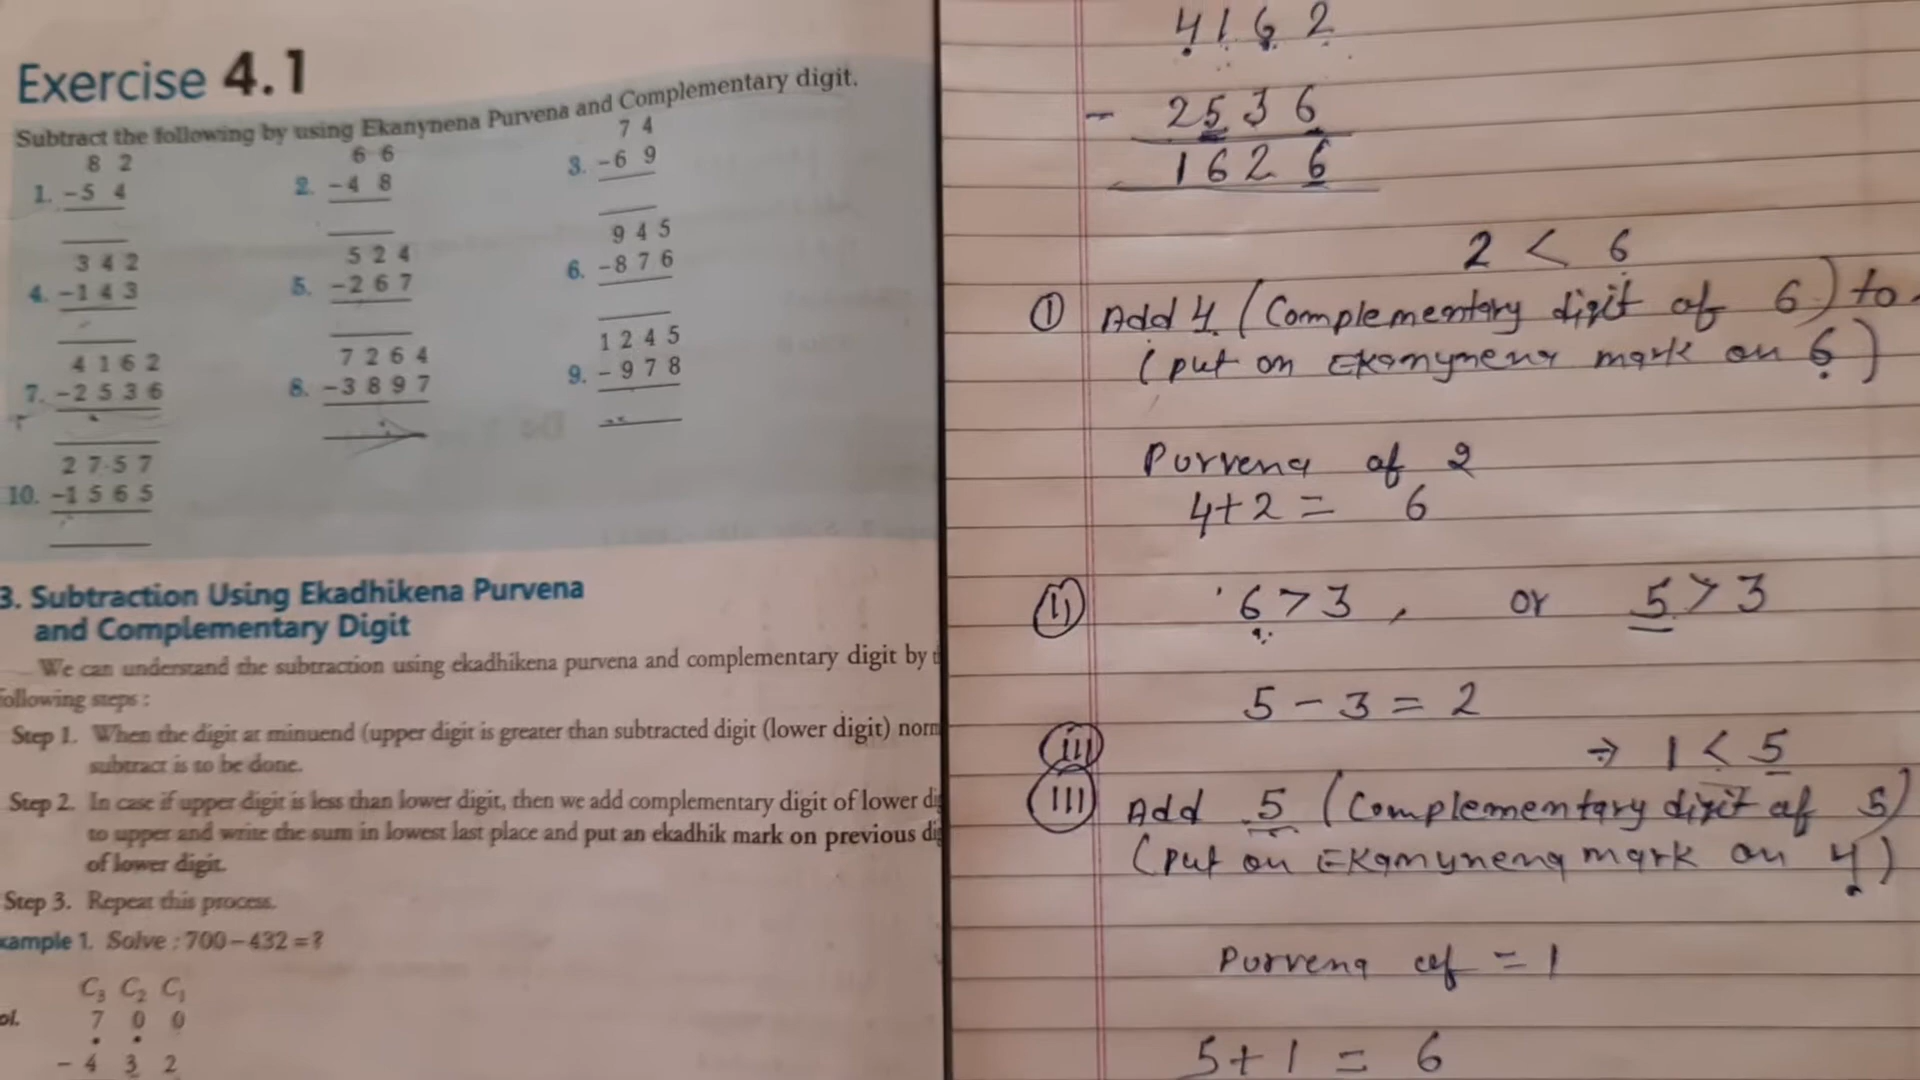 Exercise 4.1
Subtract the following by using Ekanynena Purvena and Complementary digit.
8 2
1. -5 4
6 6
2. -4 8
7 4
3. -6 9
3 4 2
4. -1 4 3
5 2 4
5. -2 6 7
9 4 5
6. -8 7 6
4 1 6 2
7. -2 5 3 6
7 2 6 4
8. -3 8 9 7
1 2 4 5
9. - 9 7 8
2 7 5 7
10. -1 5 6 5
3. Subtraction Using Ekadhikena Purvena
and Complementary Digit
We can understand the subtraction using ekadhikena purvena and complementary digit by
following steps :
Step 1. When the digit at minuend (upper digit is greater than subtracted digit (lower digit) norm
subtract is to be done.
Step 2. In case if upper digit is less than lower digit, then we add complementary digit of lower di
to upper and write the sum in lowest last place and put an ekadhik mark on previous di
of lower digit.
Step 3. Repeat this process.
xample 1. Solve : 700 – 432 = ?
C3 C2 C1
ol. 7 0 0
- 4 3 2
4 1 6 2
- 2 5 3 6
1 6 2 6
2 < 6
① Add 4 (Complementary digit of 6) to
(put on Ekamynena mark on 6)
Purvena of 2
4+2 = 6
(ii) 6 > 3, or 5 > 3
5 - 3 = 2
(iii) → 1 < 5
(III) Add 5 (Complementary digit of 5)
(put on Ekamynena mark on 4)
Purvena of = 1
5+1 = 6